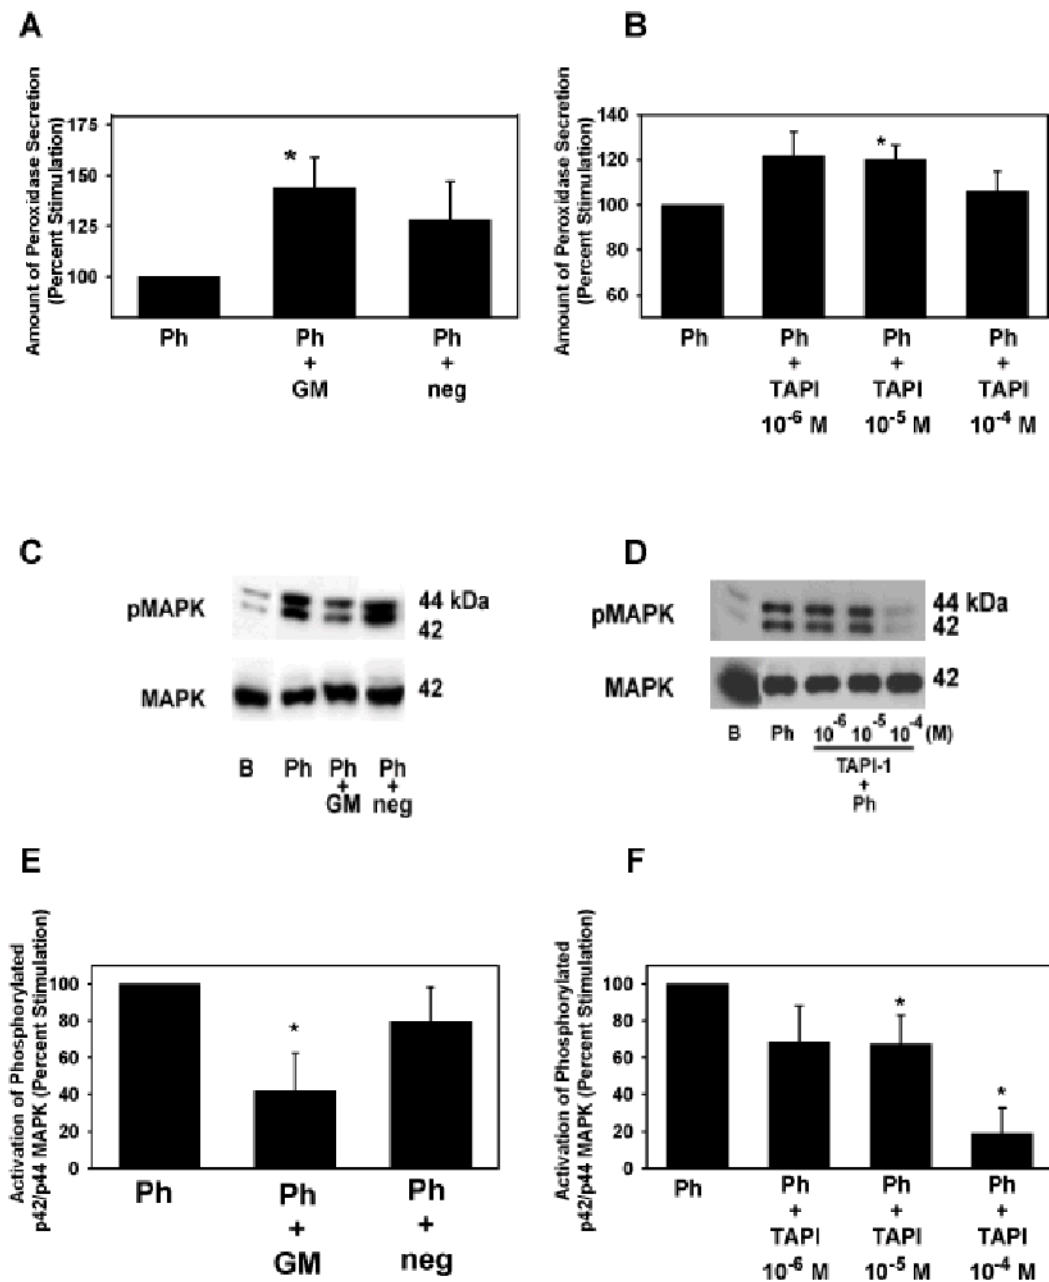 A
Amount of Peroxidase Secretion
(Percent Stimulation)
175
150
125
100
*
Ph
Ph
+
GM
Ph
+
neg
B
Amount of Peroxidase Secretion
(Percent Stimulation)
140
120
100
80
60
*
Ph
Ph
+
TAPI
10⁻⁶ M
Ph
+
TAPI
10⁻⁵ M
Ph
+
TAPI
10⁻⁴ M
C
pMAPK
44 kDa
42
MAPK
42
B
Ph
Ph
+
GM
Ph
+
neg
D
pMAPK
44 kDa
42
MAPK
42
B Ph 10⁻⁶ 10⁻⁵ 10⁻⁴ (M)
TAPI-1
+
Ph
E
Activation of Phosphorylated
p42/p44 MAPK (Percent Stimulation)
100
80
60
40
20
0
*
Ph
Ph
+
GM
Ph
+
neg
F
Activation of Phosphorylated
p42/p44 MAPK (Percent Stimulation)
100
80
60
40
20
0
*
*
Ph
Ph
+
TAPI
10⁻⁶ M
Ph
+
TAPI
10⁻⁵ M
Ph
+
TAPI
10⁻⁴ M